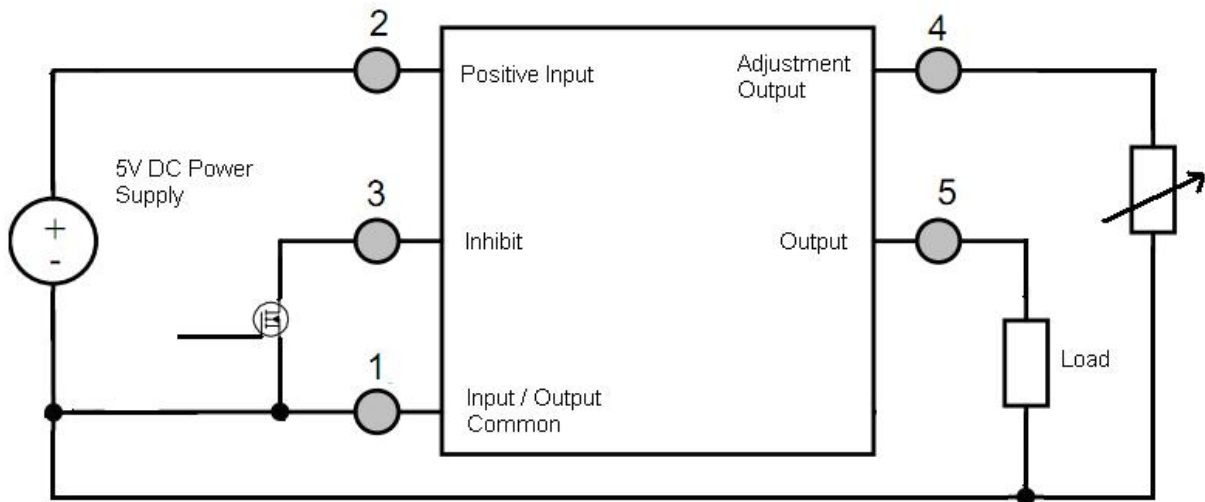 2
Positive Input
4
Adjustment
Output
5V DC Power
Supply
+
-
3
Inhibit
5
Output
1
Input / Output
Common
Load